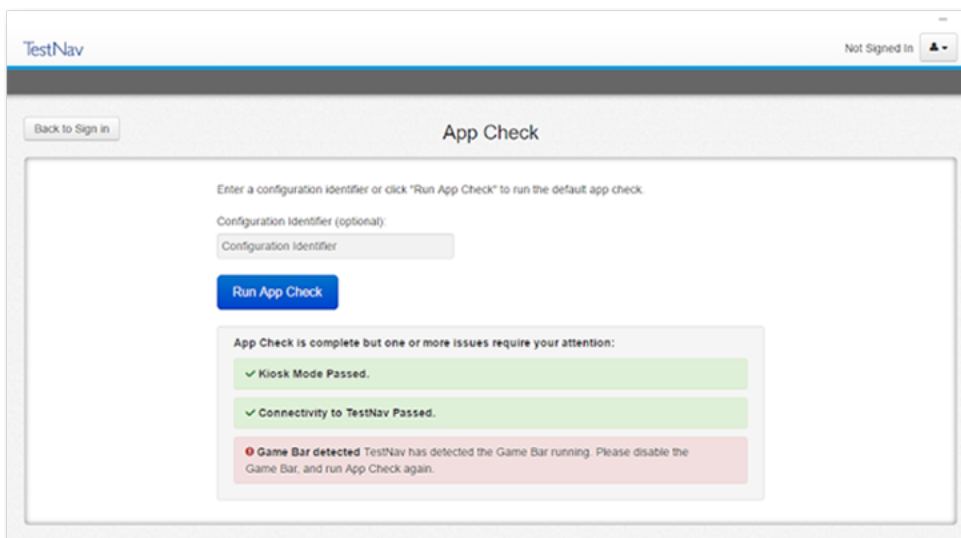 TestNav
Not Signed In
Back to Sign in
App Check
Enter a configuration identifier or click "Run App Check" to run the default app check.
Configuration Identifier (optional):
Configuration Identifier
Run App Check
App Check is complete but one or more issues require your attention:
Kiosk Mode Passed.
Connectivity to TestNav Passed.
Game Bar detected TestNav has detected the Game Bar running. Please disable the
Game Bar, and run App Check again.